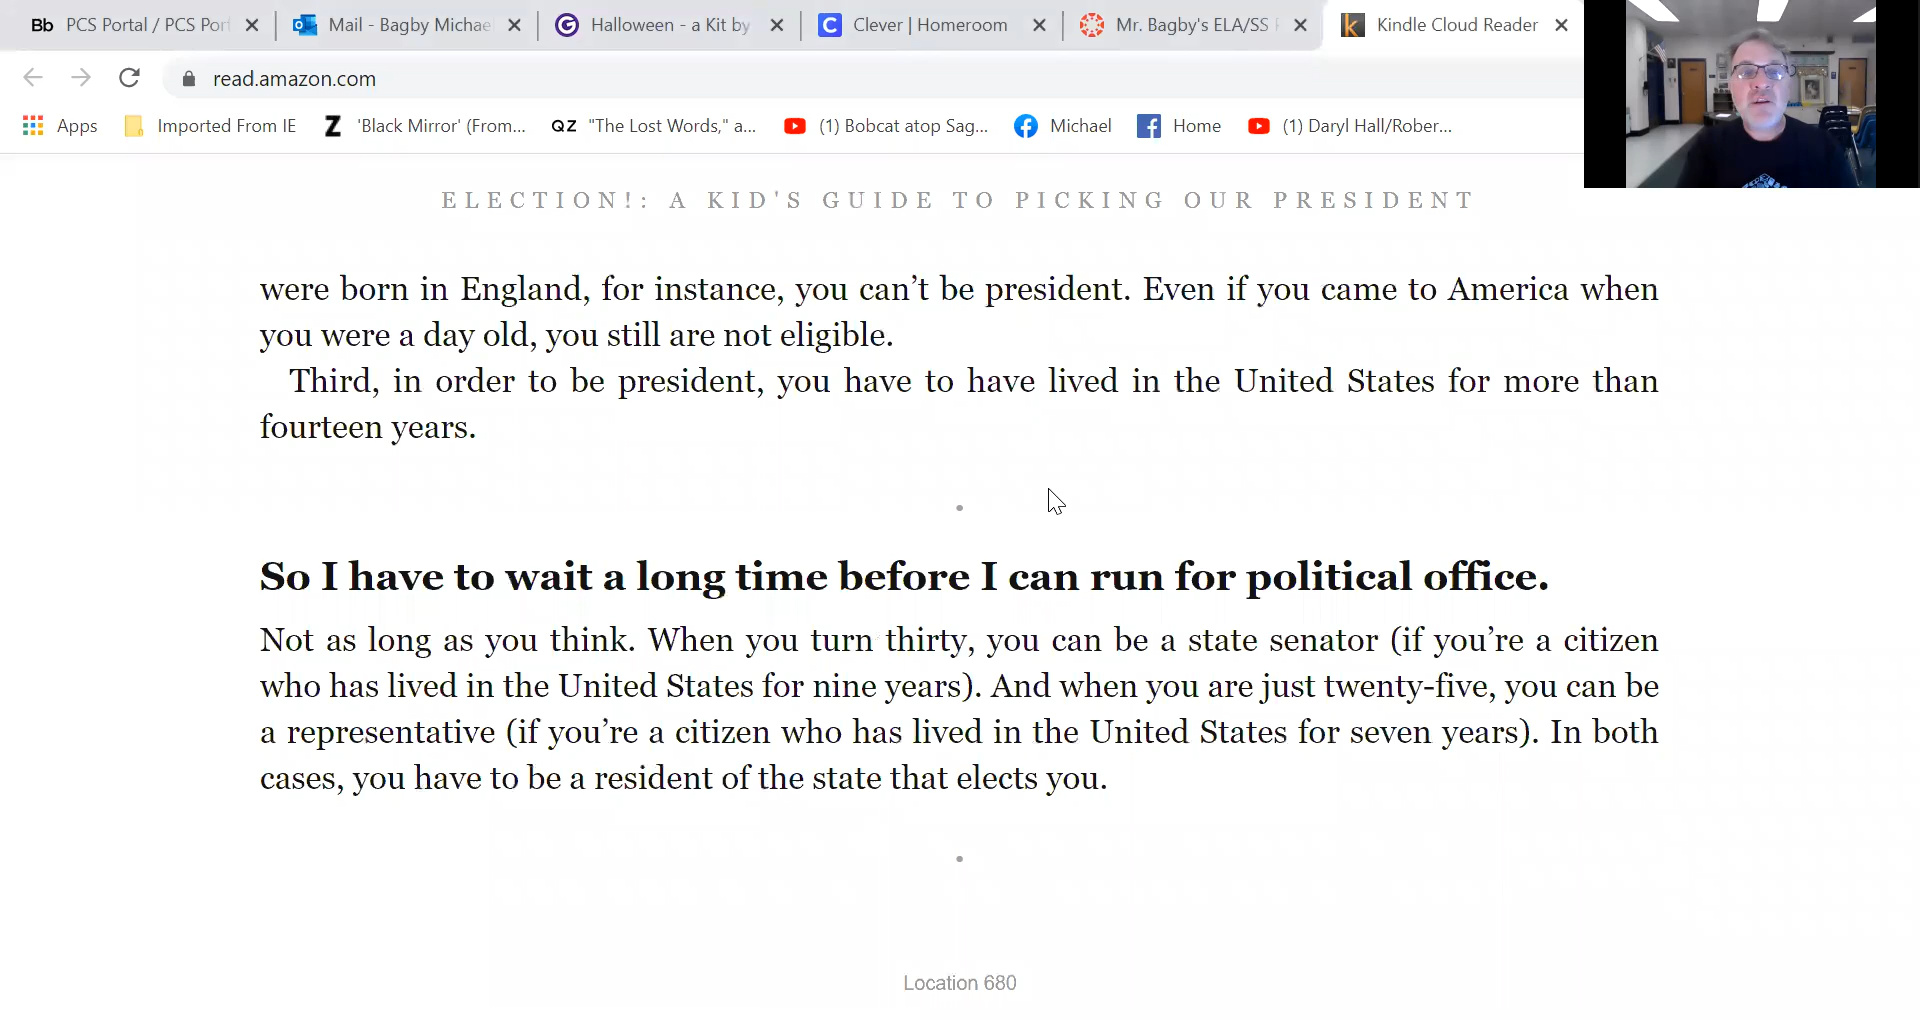 Bb PCS Portal / PCS Por
Mail - Bagby Michae
Halloween - a Kit by
Clever | Homeroom
Mr. Bagby's ELA/SS
Kindle Cloud Reader
read.amazon.com
Apps
Imported From IE
Z 'Black Mirror' (From...
QZ "The Lost Words," a...
(1) Bobcat atop Sag...
Michael
Home
(1) Daryl Hall/Rober...
ELECTION!: A KID'S GUIDE TO PICKING OUR PRESIDENT
were born in England, for instance, you can’t be president. Even if you came to America when
you were a day old, you still are not eligible.
Third, in order to be president, you have to have lived in the United States for more than
fourteen years.
So I have to wait a long time before I can run for political office.
Not as long as you think. When you turn thirty, you can be a state senator (if you’re a citizen
who has lived in the United States for nine years). And when you are just twenty-five, you can be
a representative (if you’re a citizen who has lived in the United States for seven years). In both
cases, you have to be a resident of the state that elects you.
Location 680